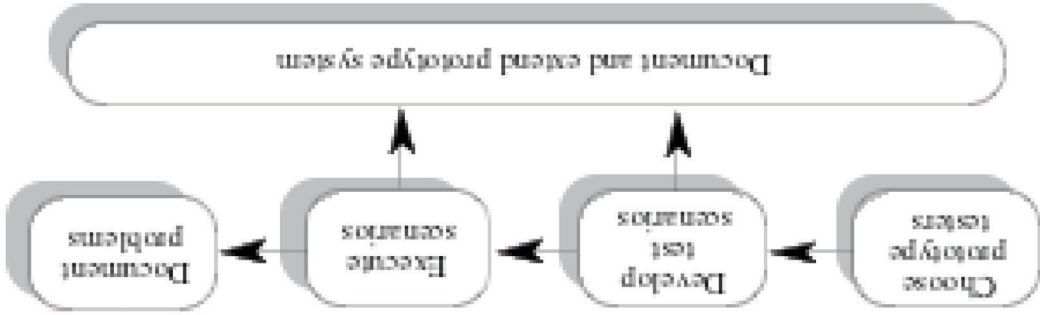 Choose
prototype
testers
Develop
test
scenarios
Execute
scenarios
Document
problems
Document and extend prototype system